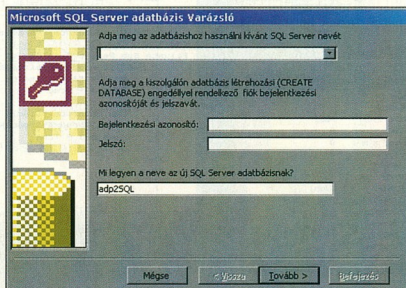 Microsoft SQL Server adatbázis Varázsló
Adja meg az adatbázishoz használni kívánt SQL Server nevét
Adja meg a kiszolgálón adatbázis létrehozási (CREATE
DATABASE) engedéllyel rendelkező fiók bejelentkezési
azonosítóját és jelszavát.
Bejelentkezési azonosító:
Jelszó:
Mi legyen a neve az új SQL Server adatbázisnak?
adp2SQL
Mégse
< Vissza
Tovább >
Befejezés